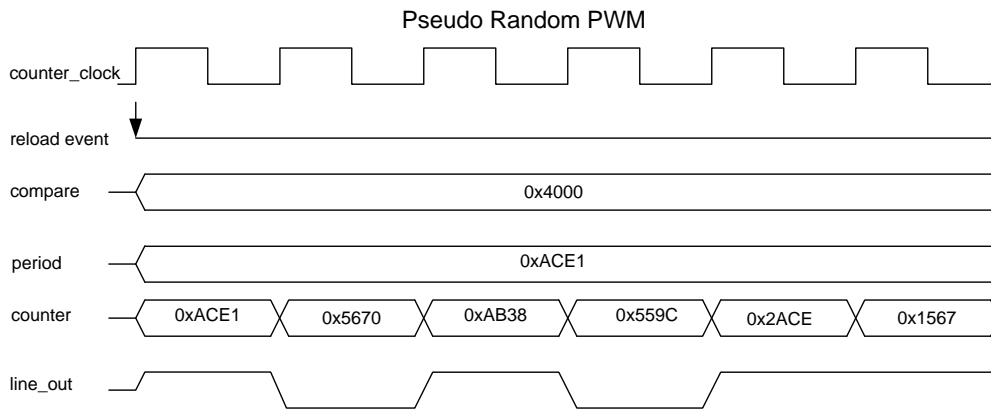 Pseudo Random PWM
counter_clock
reload event
compare
0x4000
period
0xACE1
counter
0xACE1
0x5670
0xAB38
0x559C
0x2ACE
0x1567
line_out